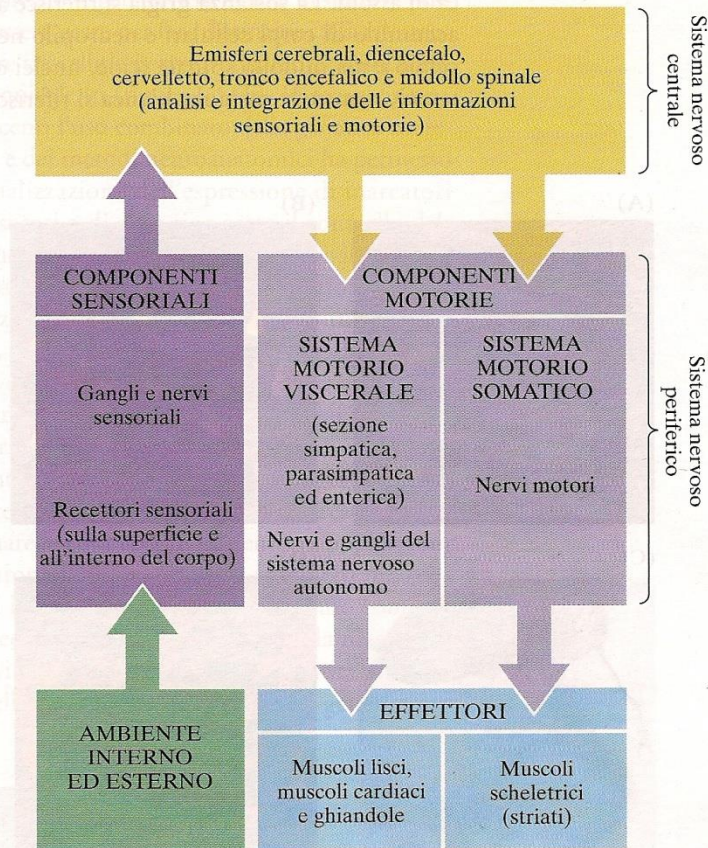 Emisferi cerebrali, diencefalo,
cervelletto, tronco encefalico e midollo spinale
(analisi e integrazione delle informazioni
sensoriali e motorie)
Sistema nervoso
centrale
COMPONENTI
SENSORIALI
Gangli e nervi
sensoriali
Recettori sensoriali
(sulla superficie e
all'interno del corpo)
COMPONENTI
MOTORIE
SISTEMA
MOTORIO
VISCERALE
(sezione
simpatica,
parasimpatica
ed enterica)
Nervi e gangli del
sistema nervoso
autonomo
SISTEMA
MOTORIO
SOMATICO
Nervi motori
Sistema nervoso
periferico
AMBIENTE
INTERNO
ED ESTERNO
EFFETTORI
Muscoli lisci,
muscoli cardiaci
e ghiandole
Muscoli
scheletrici
(striati)